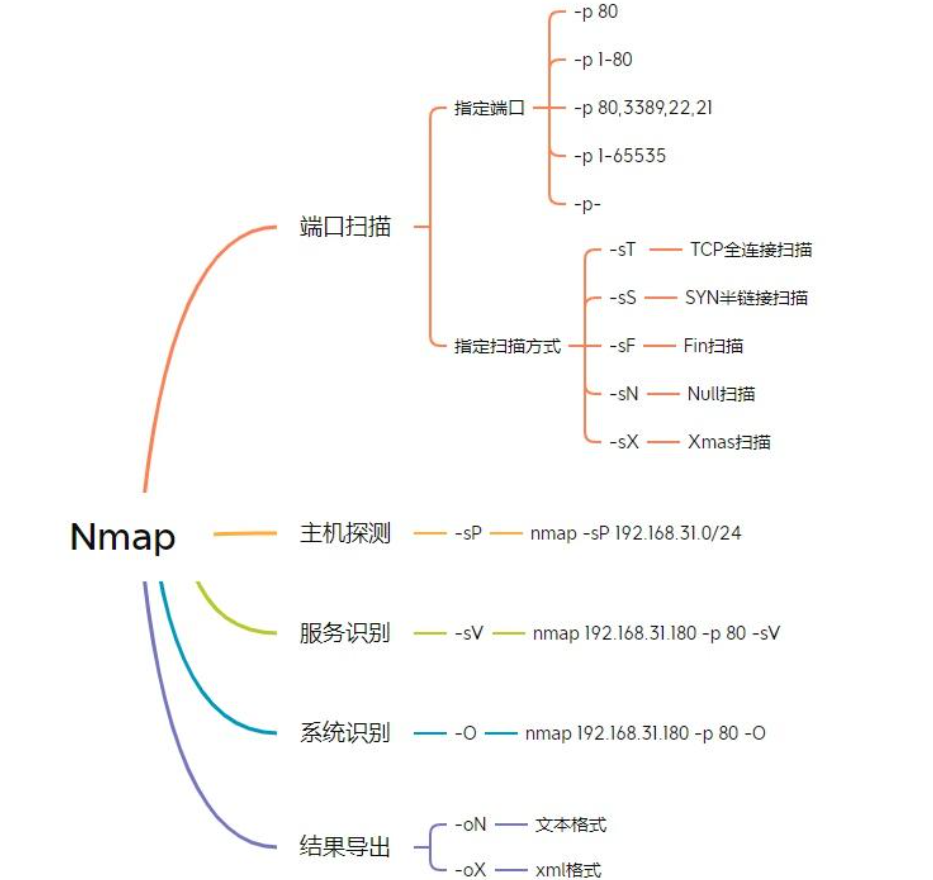 Nmap
端口扫描
指定端口
-p 80
-p 1-80
-p 80,3389,22,21
-p 1-65535
-p-
指定扫描方式
-sT
TCP全连接扫描
-sS
SYN半链接扫描
-sF
Fin扫描
-sN
Null扫描
-sX
Xmas扫描
主机探测
-sP
nmap -sP 192.168.31.0/24
服务识别
-sV
nmap 192.168.31.180 -p 80 -sV
系统识别
-O
nmap 192.168.31.180 -p 80 -O
结果导出
-oN
文本格式
-oX
xml格式